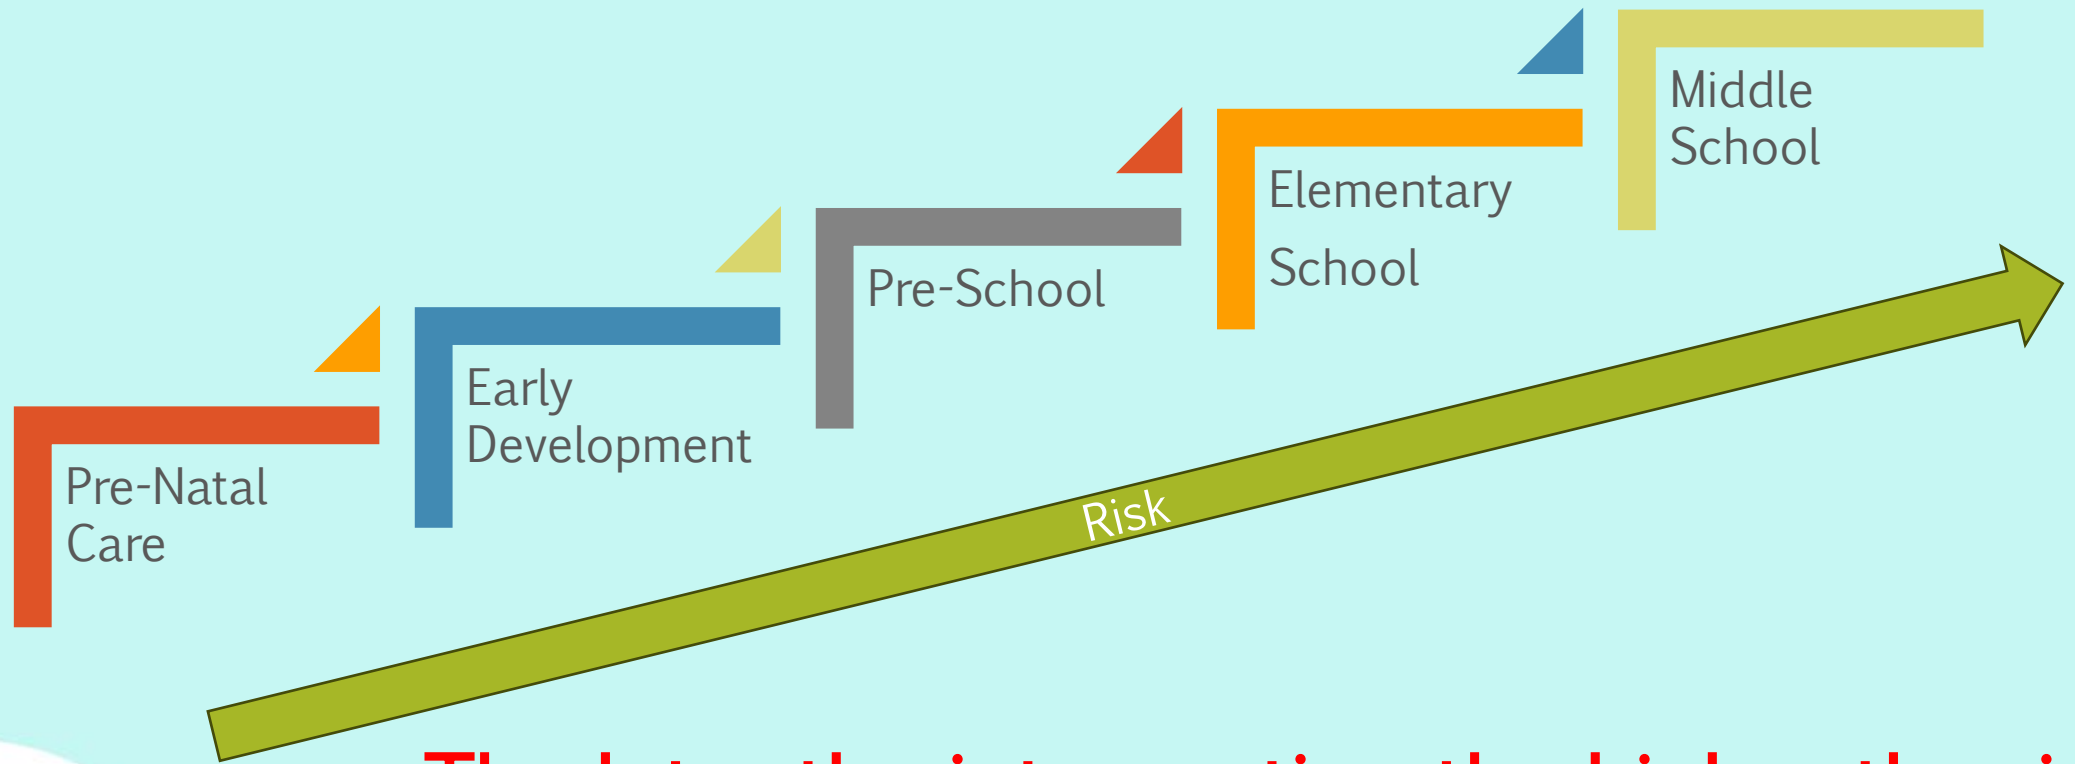 Pre-Natal
Care
Early
Development
Pre-School
Elementary
School
Middle
School
Risk